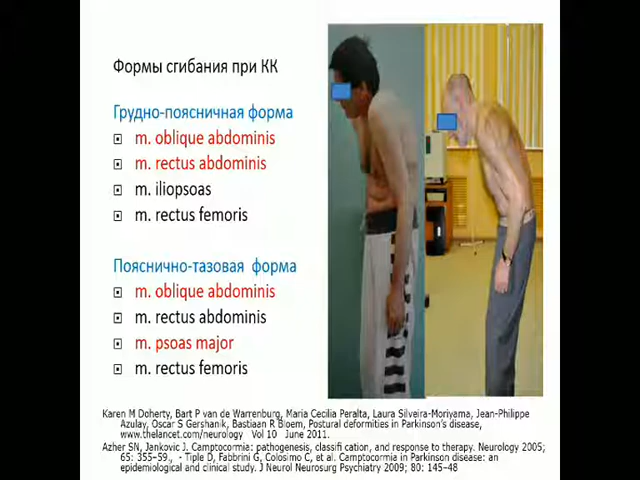 Формы сгибания при КК
Грудно-поясничная форма
m. oblique abdominis
m. rectus abdominis
m. iliopsoas
m. rectus femoris
Пояснично-тазовая форма
m. oblique abdominis
m. rectus abdominis
m. psoas major
m. rectus femoris
Karen M Doherty, Bart P van de Warrenburg, Maria Cecilia Peralta, Laura Silveira-Moriyama, Jean-Philippe
Azulay, Oscar S Gershanik, Bastiaan R Bloem, Postural deformities in Parkinson's disease,
www.thelancet.com/neurology Vol 10 June 2011.
Azher SN, Jankovic J. Camptocormia: pathogenesis, classifi cation, and response to therapy. Neurology 2005;
65: 355–59., - Tiple D, Fabbrini G, Colosimo C, et al. Camptocormia in Parkinson disease: an
epidemiological and clinical study. J Neurol Neurosurg Psychiatry 2009; 80: 145–48